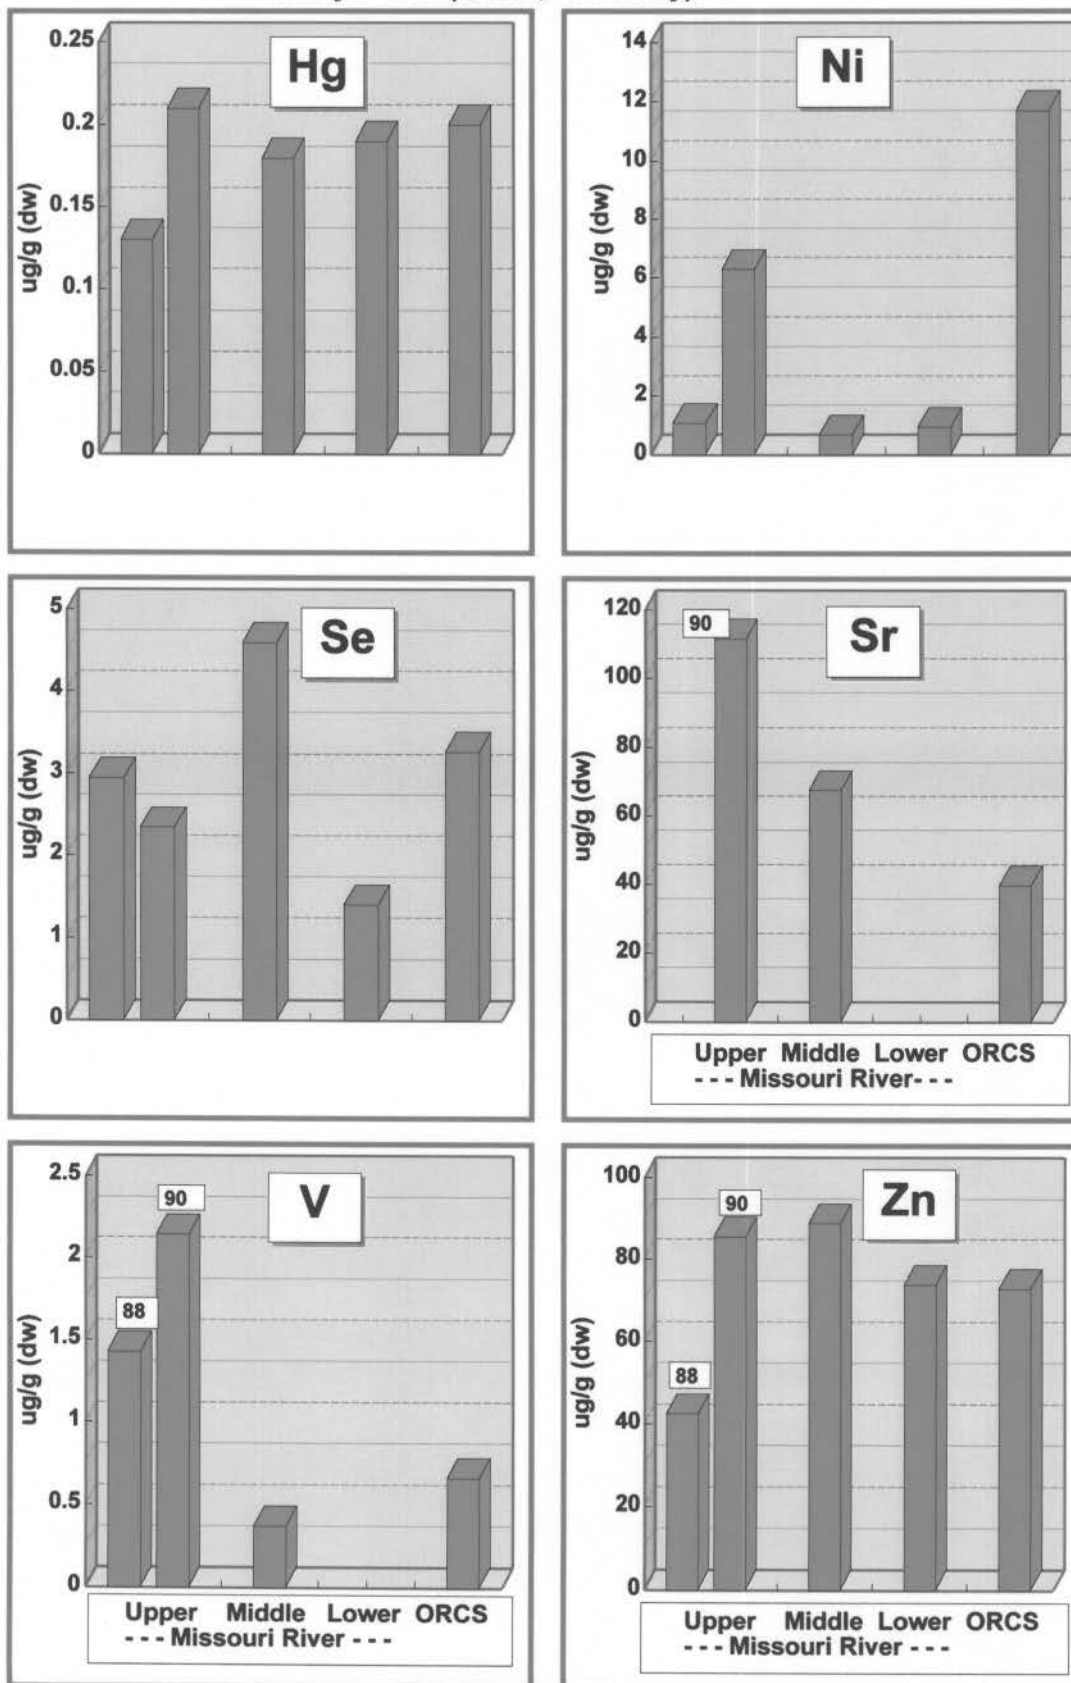 0.25
0.2
0.15
0.1
0.05
0
ug/g (dw)
Hg
14
12
10
8
6
4
2
0
ug/g (dw)
Ni
5
4
3
2
1
0
ug/g (dw)
Se
120
100
80
60
40
20
0
ug/g (dw)
90
Sr
Upper Middle Lower ORCS
--- Missouri River---
2.5
2
1.5
1
0.5
0
ug/g (dw)
88
90
V
Upper Middle Lower ORCS
--- Missouri River ---
100
80
60
40
20
0
ug/g (dw)
88
90
Zn
Upper Middle Lower ORCS
--- Missouri River ---